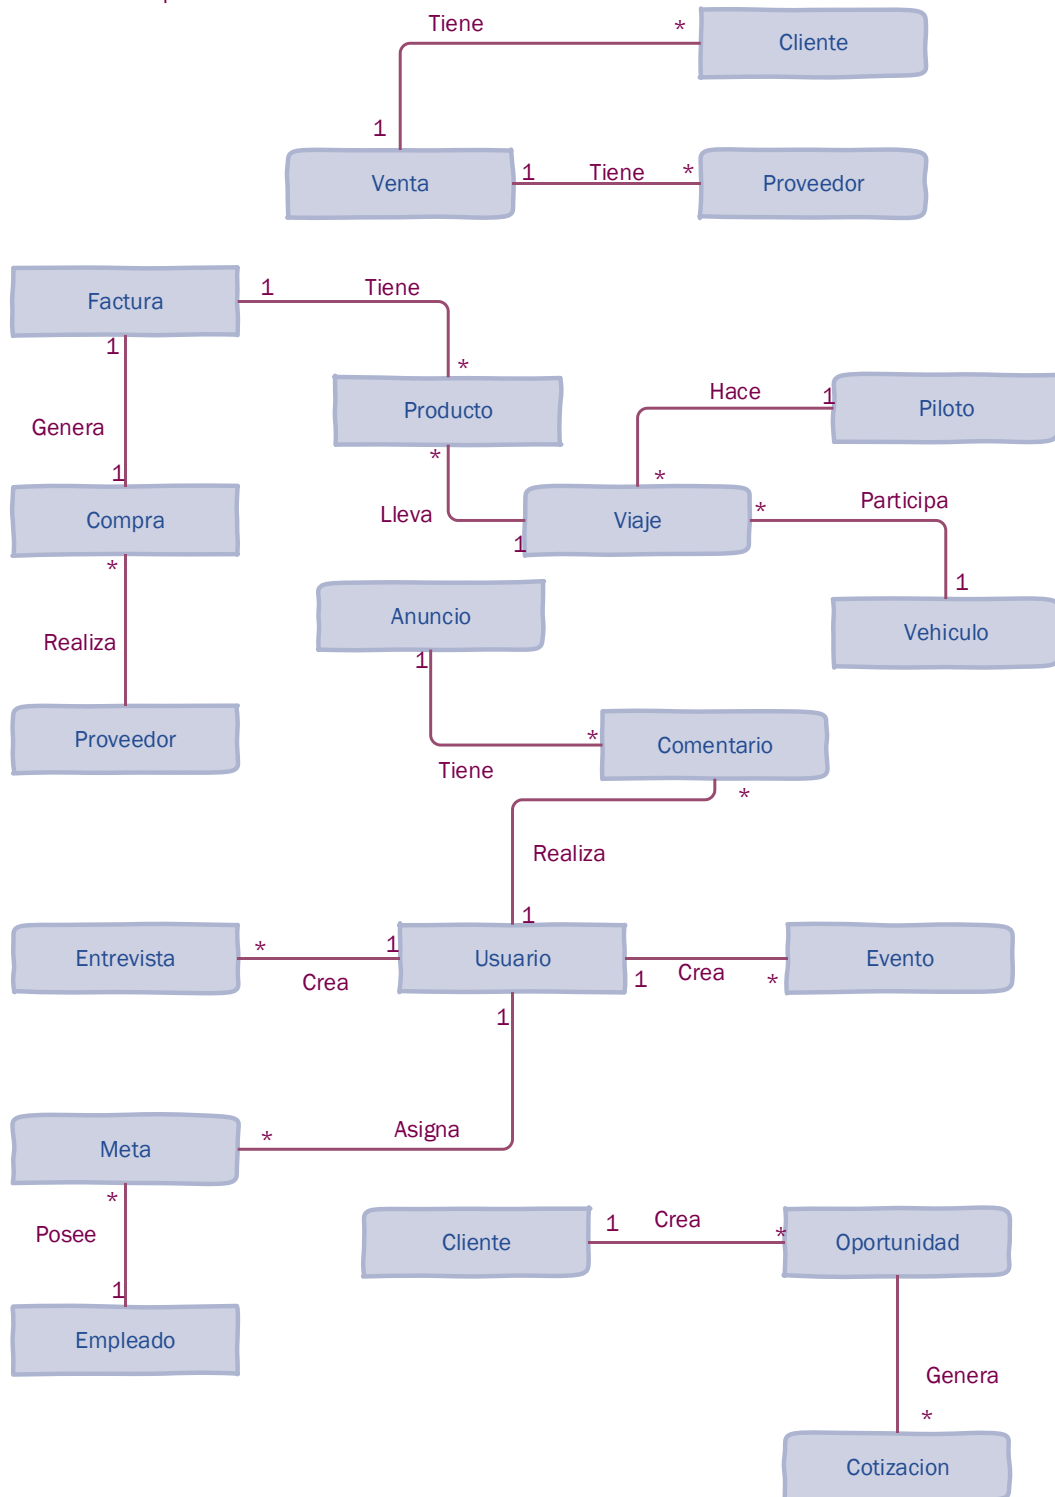 Tiene
*
Cliente
1
Venta
1
Tiene
*
Proveedor
Factura
1
Tiene
1
*
Producto
Hace
1
Piloto
Genera
*
Lleva
1
Compra
*
Viaje
*
Participa
1
*
1
Vehiculo
Anuncio
1
Realiza
Proveedor
*
Comentario
Tiene
*
Realiza
1
Entrevista
*
Crea
1
Usuario
1
Crea
*
Evento
1
Meta
*
Asigna
*
Posee
1
Empleado
Cliente
1
Crea
*
Oportunidad
Genera
*
Cotizacion